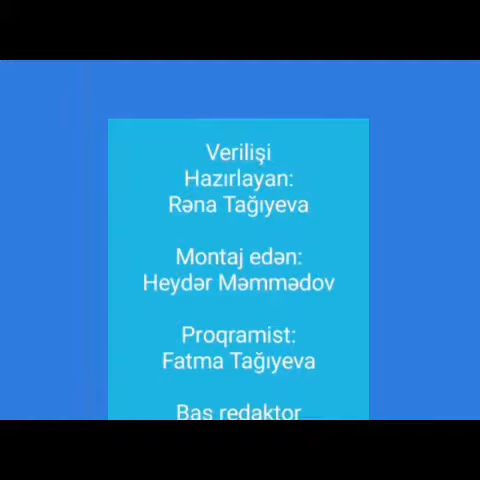 Verilişi
Hazırlayan:
Rəna Tağıyeva
Montaj edən:
Heydər Məmmədov
Proqramist:
Fatma Tağıyeva
Baş redaktor